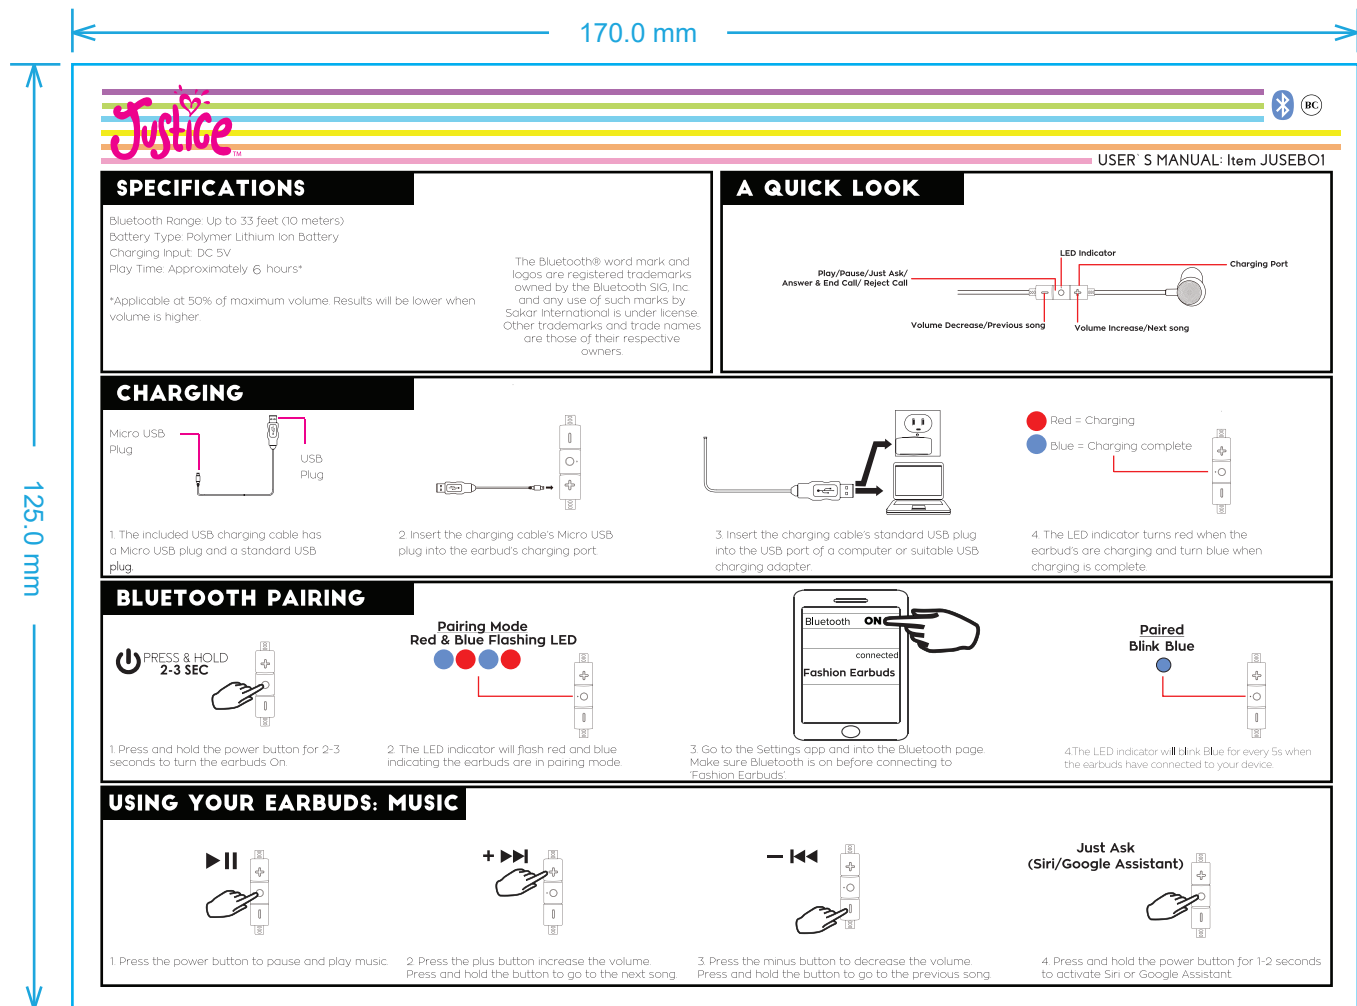 170.0 mm
125.0 mm
Justice
TM
BC
USER' S MANUAL: Item JUSEB01
SPECIFICATIONS
Bluetooth Range: Up to 33 feet (10 meters)
Battery Type: Polymer Lithium Ion Battery
Charging Input: DC 5V
Play Time: Approximately 6 hours*
*Applicable at 50% of maximum volume. Results will be lower when
volume is higher.
The Bluetooth® word mark and
logos are registered trademarks
owned by the Bluetooth SIG, Inc.
and any use of such marks by
Sakar International is under license.
Other trademarks and trade names
are those of their respective
owners.
A QUICK LOOK
LED Indicator
Charging Port
Play/Pause/Just Ask/
Answer & End Call/ Reject Call
Volume Decrease/Previous song
Volume Increase/Next song
CHARGING
Micro USB
Plug
USB
Plug
Red = Charging
Blue = Charging complete
1. The included USB charging cable has
a Micro USB plug and a standard USB
plug.
2 Insert the charging cable's Micro USB
plug into the earbud's charging port
3. Insert the charging cable's standard USB plug
into the USB port of a computer or suitable USB
charging adapter.
4. The LED indicator turns red when the
earbud's are charging and turn blue when
charging is complete.
BLUETOOTH PAIRING
PRESS & HOLD
2-3 SEC
Pairing Mode
Red & Blue Flashing LED
Bluetooth ON
connected
Fashion Earbuds
Paired
Blink Blue
1. Press and hold the power button for 2-3
seconds to turn the earbuds On.
2. The LED indicator will flash red and blue
indicating the earbuds are in pairing mode.
3. Go to the Settings app and into the Bluetooth page.
Make sure Bluetooth is on before connecting to
'Fashion Earbuds'
4.The LED indicator will blink Blue for every 5s when
the earbuds have connected to your device.
USING YOUR EARBUDS: MUSIC
+
−
Just Ask
(Siri/Google Assistant)
1. Press the power button to pause and play music.
2. Press the plus button increase the volume.
Press and hold the button to go to the next song.
3. Press the minus button to decrease the volume.
Press and hold the button to go to the previous song.
4. Press and hold the power button for 1-2 seconds
to activate Siri or Google Assistant.